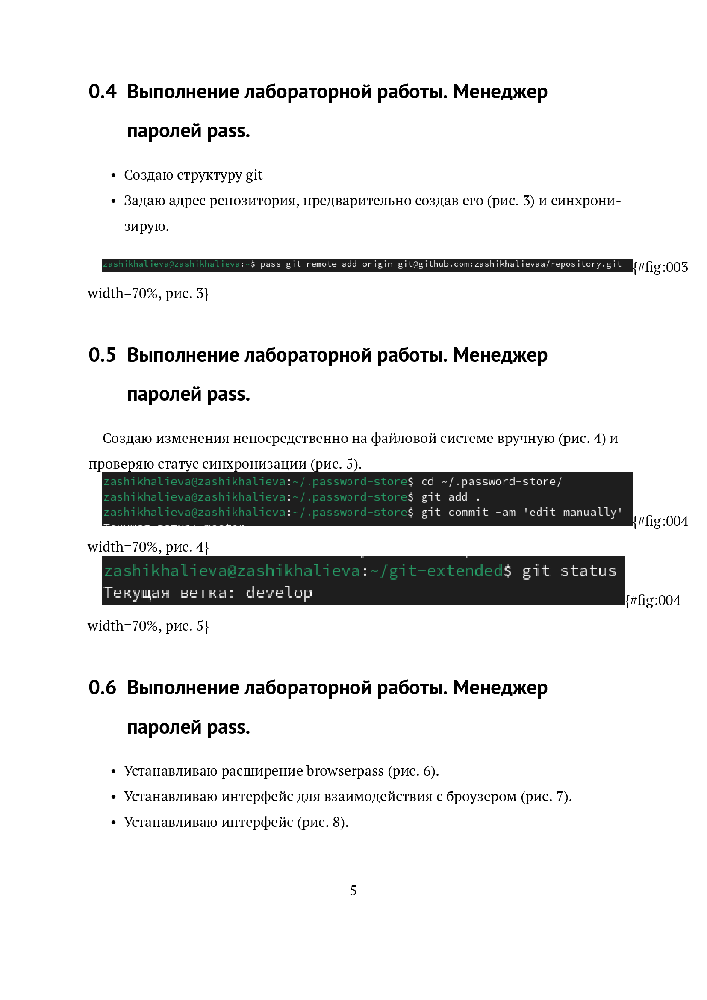 0.4 Выполнение лабораторной работы. Менеджер
паролей pass.
• Создаю структуру git
• Задаю адрес репозитория, предварительно создав его (рис. 3) и синхрони-
зирую.
zashikhalieva@zashikhalieva:~$ pass git remote add origin git@github.com:zashikhalievaa/repository.git {#fig:003
width=70%, рис. 3}
0.5 Выполнение лабораторной работы. Менеджер
паролей pass.
Создаю изменения непосредственно на файловой системе вручную (рис. 4) и
проверяю статус синхронизации (рис. 5).
zashikhalieva@zashikhalieva:~/.password-store$ cd ~/.password-store/
zashikhalieva@zashikhalieva:~/.password-store$ git add .
zashikhalieva@zashikhalieva:~/.password-store$ git commit -am 'edit manually'
{#fig:004
width=70%, рис. 4}
zashikhalieva@zashikhalieva:~/git-extended$ git status
Текущая ветка: develop
{#fig:004
width=70%, рис. 5}
0.6 Выполнение лабораторной работы. Менеджер
паролей pass.
• Устанавливаю расширение browserpass (рис. 6).
• Устанавливаю интерфейс для взаимодействия с броузером (рис. 7).
• Устанавливаю интерфейс (рис. 8).
5